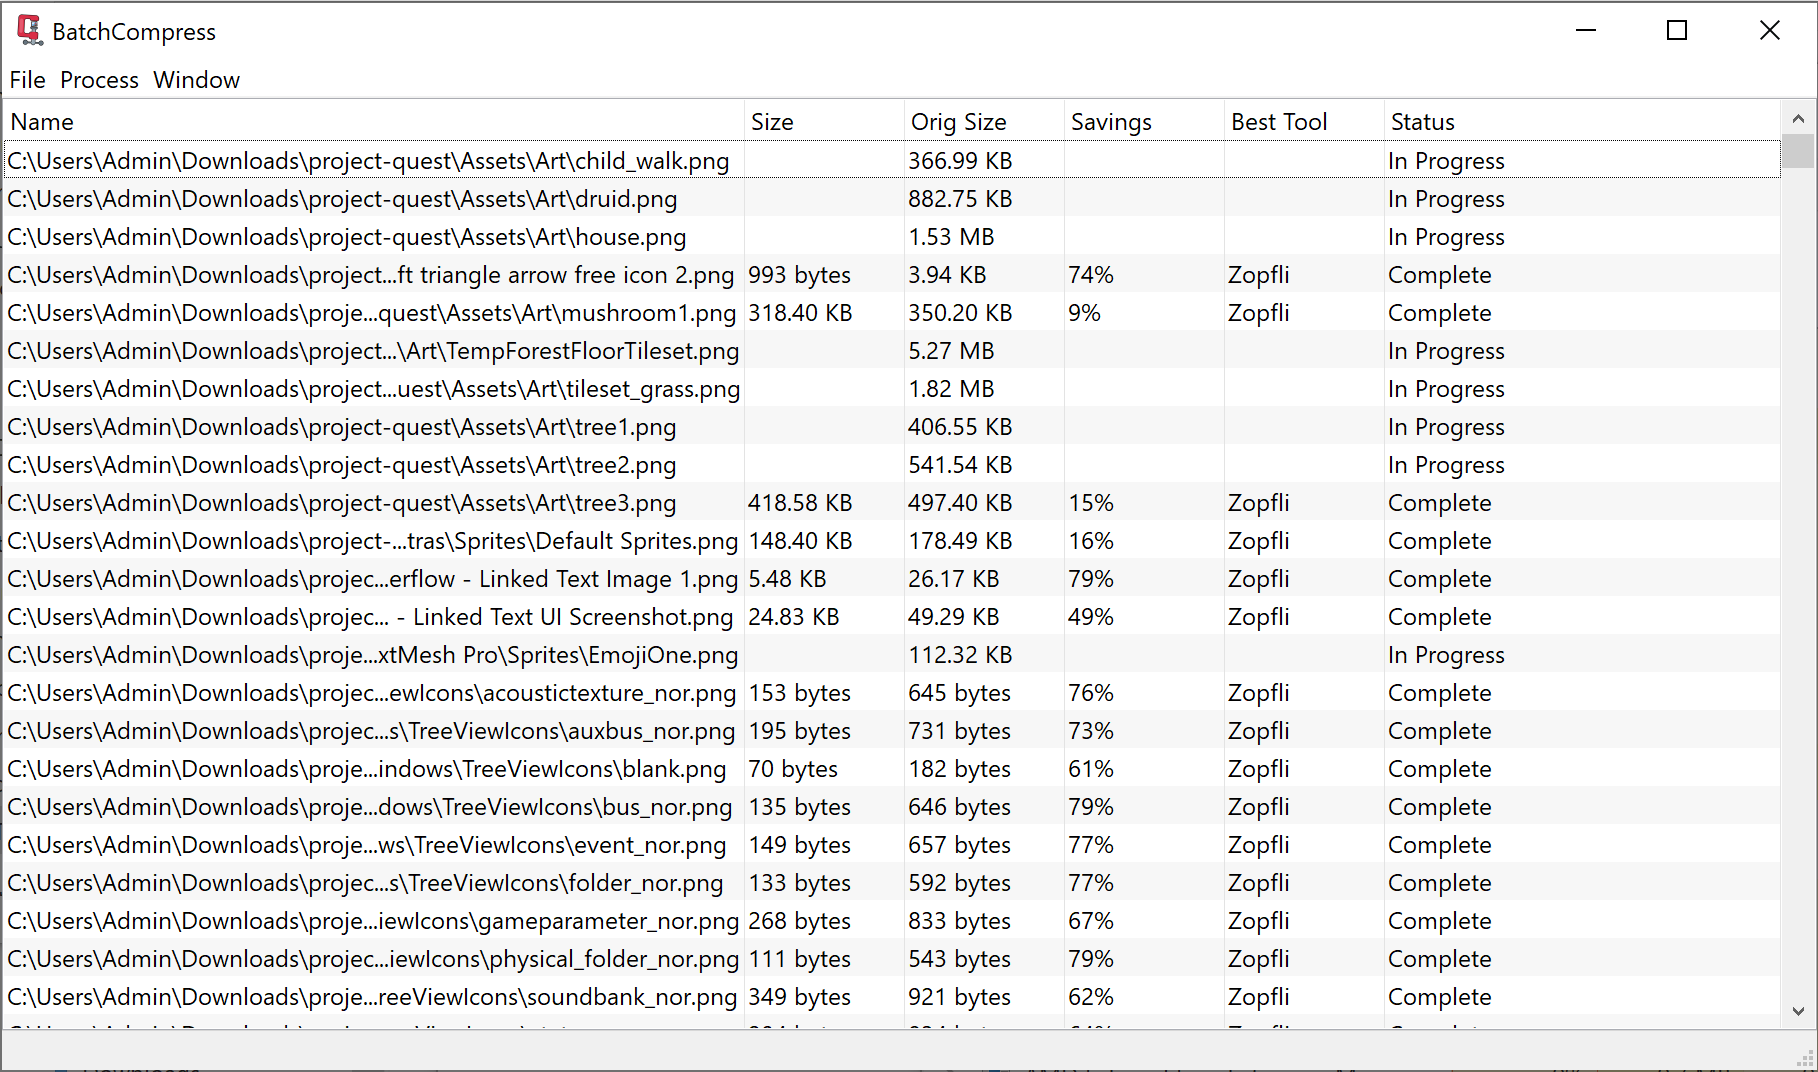 BatchCompress
File Process Window
Name Size Orig Size Savings Best Tool Status
C:\Users\Admin\Downloads\project-quest\Assets\Art\child_walk.png 366.99 KB In Progress
C:\Users\Admin\Downloads\project-quest\Assets\Art\druid.png 882.75 KB In Progress
C:\Users\Admin\Downloads\project-quest\Assets\Art\house.png 1.53 MB In Progress
C:\Users\Admin\Downloads\project...ft triangle arrow free icon 2.png 993 bytes 3.94 KB 74% Zopfli Complete
C:\Users\Admin\Downloads\proje...quest\Assets\Art\mushroom1.png 318.40 KB 350.20 KB 9% Zopfli Complete
C:\Users\Admin\Downloads\project...\Art\TempForestFloorTileset.png 5.27 MB In Progress
C:\Users\Admin\Downloads\project...uest\Assets\Art\tileset_grass.png 1.82 MB In Progress
C:\Users\Admin\Downloads\project-quest\Assets\Art\tree1.png 406.55 KB In Progress
C:\Users\Admin\Downloads\project-quest\Assets\Art\tree2.png 541.54 KB In Progress
C:\Users\Admin\Downloads\project-quest\Assets\Art\tree3.png 418.58 KB 497.40 KB 15% Zopfli Complete
C:\Users\Admin\Downloads\project-...tras\Sprites\Default Sprites.png 148.40 KB 178.49 KB 16% Zopfli Complete
C:\Users\Admin\Downloads\projec...erflow - Linked Text Image 1.png 5.48 KB 26.17 KB 79% Zopfli Complete
C:\Users\Admin\Downloads\projec... - Linked Text UI Screenshot.png 24.83 KB 49.29 KB 49% Zopfli Complete
C:\Users\Admin\Downloads\proje...xtMesh Pro\Sprites\EmojiOne.png 112.32 KB In Progress
C:\Users\Admin\Downloads\projec...ewIcons\acoustictexture_nor.png 153 bytes 645 bytes 76% Zopfli Complete
C:\Users\Admin\Downloads\projec...s\TreeViewIcons\auxbus_nor.png 195 bytes 731 bytes 73% Zopfli Complete
C:\Users\Admin\Downloads\proje...indows\TreeViewIcons\blank.png 70 bytes 182 bytes 61% Zopfli Complete
C:\Users\Admin\Downloads\proje...dows\TreeViewIcons\bus_nor.png 135 bytes 646 bytes 79% Zopfli Complete
C:\Users\Admin\Downloads\proje...ws\TreeViewIcons\event_nor.png 149 bytes 657 bytes 77% Zopfli Complete
C:\Users\Admin\Downloads\projec...s\TreeViewIcons\folder_nor.png 133 bytes 592 bytes 77% Zopfli Complete
C:\Users\Admin\Downloads\proje...iewIcons\gameparameter_nor.png 268 bytes 833 bytes 67% Zopfli Complete
C:\Users\Admin\Downloads\projec...iewIcons\physical_folder_nor.png 111 bytes 543 bytes 79% Zopfli Complete
C:\Users\Admin\Downloads\proje...reeViewIcons\soundbank_nor.png 349 bytes 921 bytes 62% Zopfli Complete